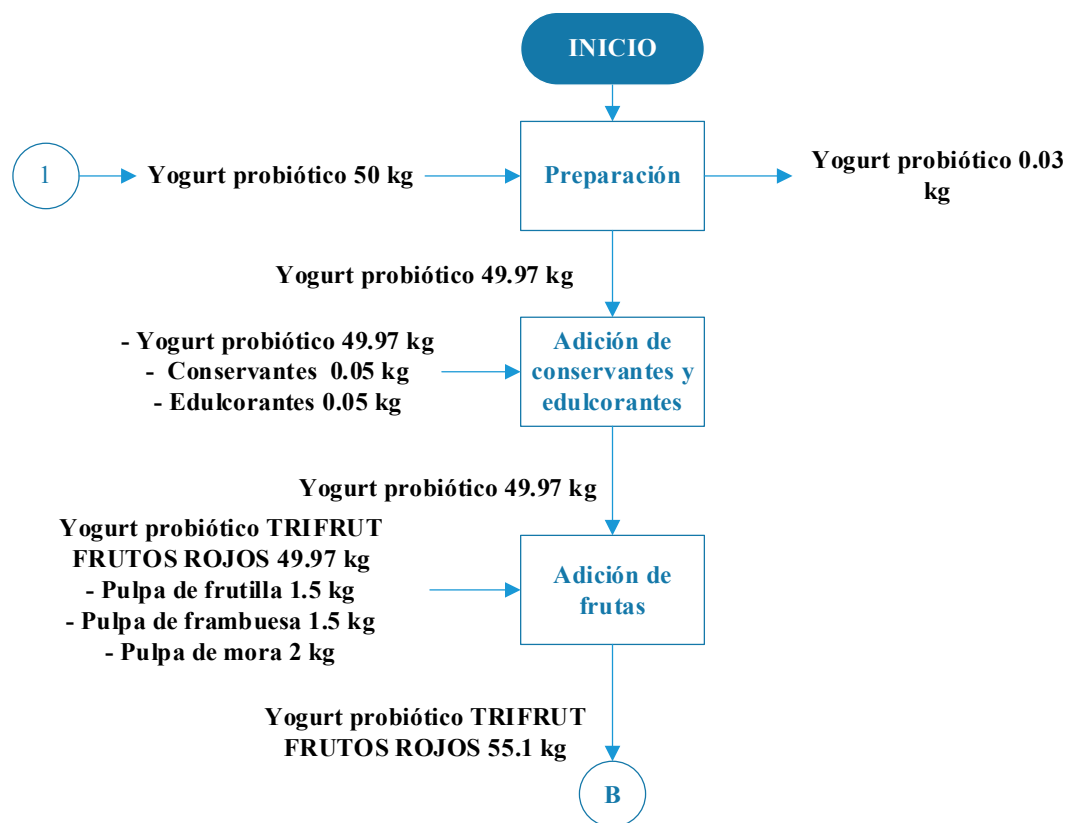 INICIO
1
Yogurt probiótico 50 kg
Preparación
Yogurt probiótico 0.03
kg
Yogurt probiótico 49.97 kg
- Yogurt probiótico 49.97 kg
- Conservantes 0.05 kg
- Edulcorantes 0.05 kg
Adición de
conservantes y
edulcorantes
Yogurt probiótico 49.97 kg
Yogurt probiótico TRIFRUT
FRUTOS ROJOS 49.97 kg
- Pulpa de frutilla 1.5 kg
- Pulpa de frambuesa 1.5 kg
- Pulpa de mora 2 kg
Adición de
frutas
Yogurt probiótico TRIFRUT
FRUTOS ROJOS 55.1 kg
B